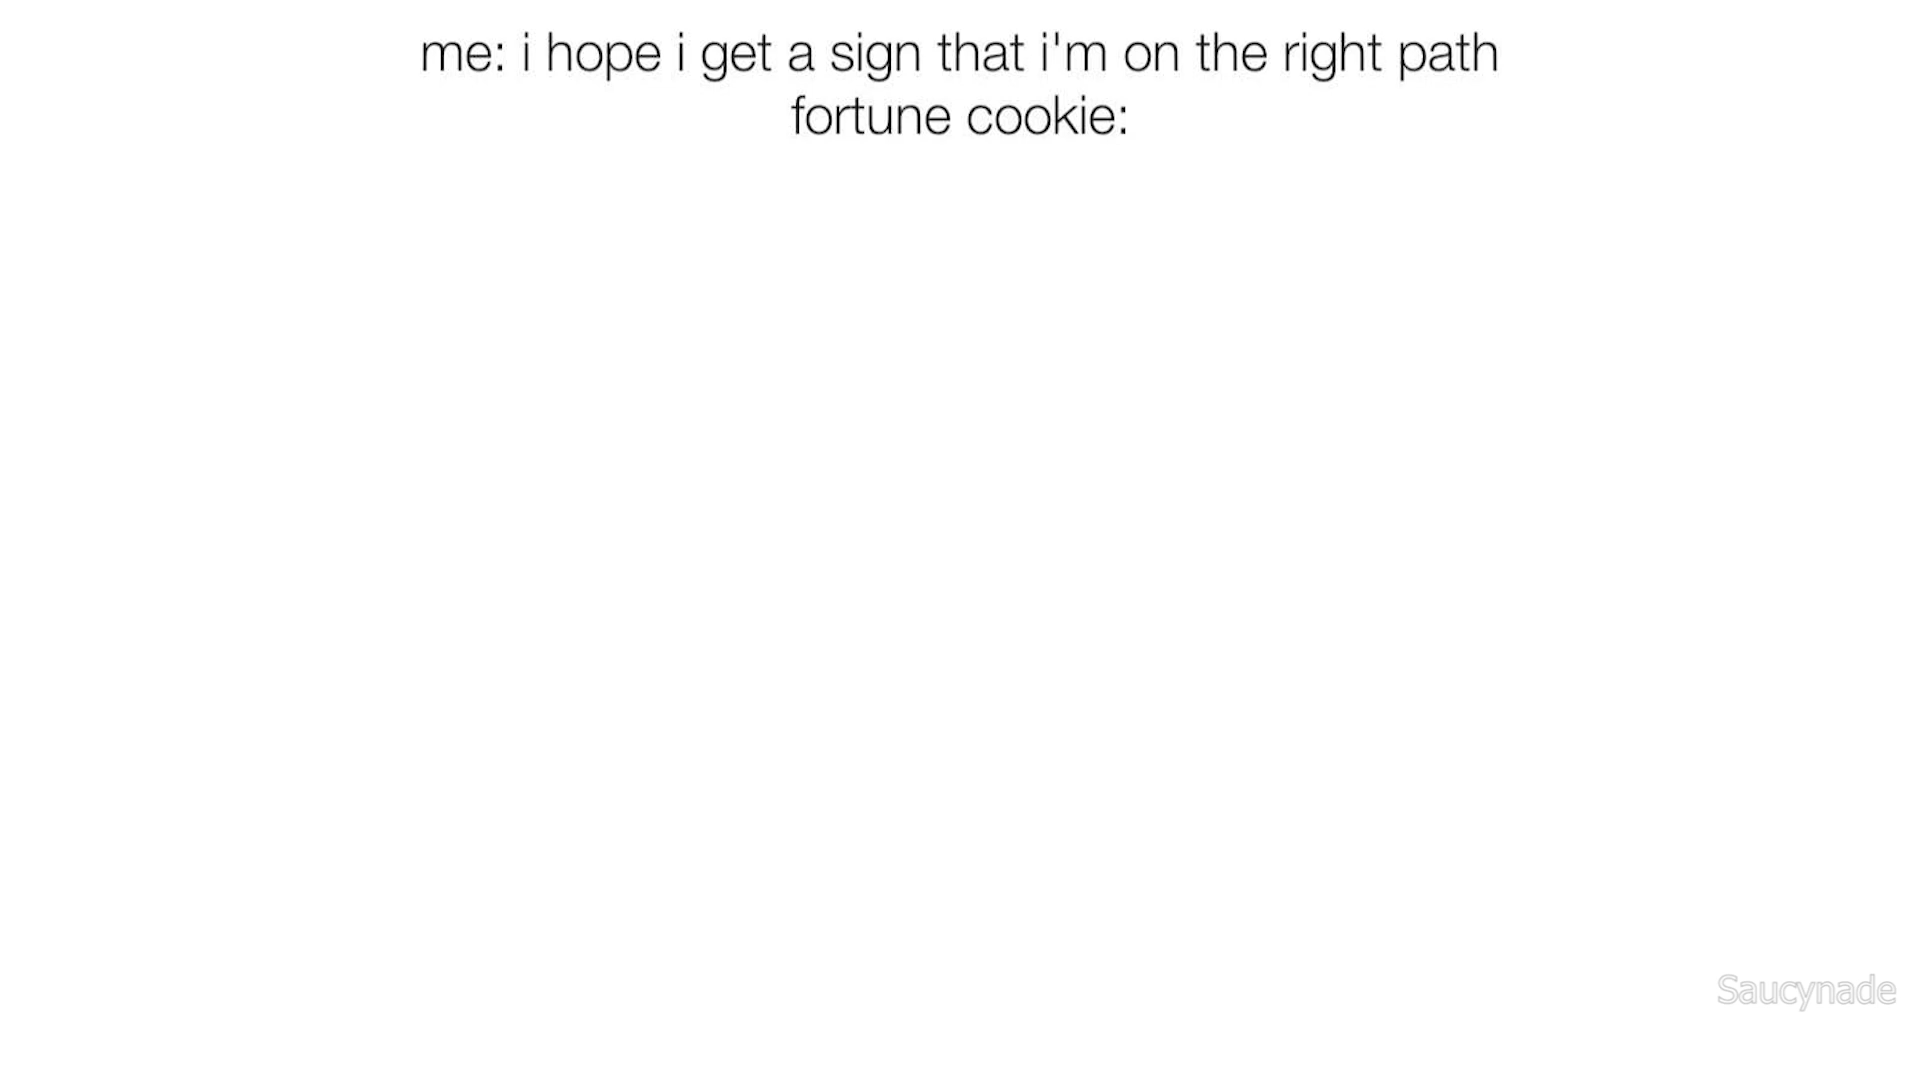 me: i hope i get a sign that i'm on the right path
fortune cookie:
Saucynade